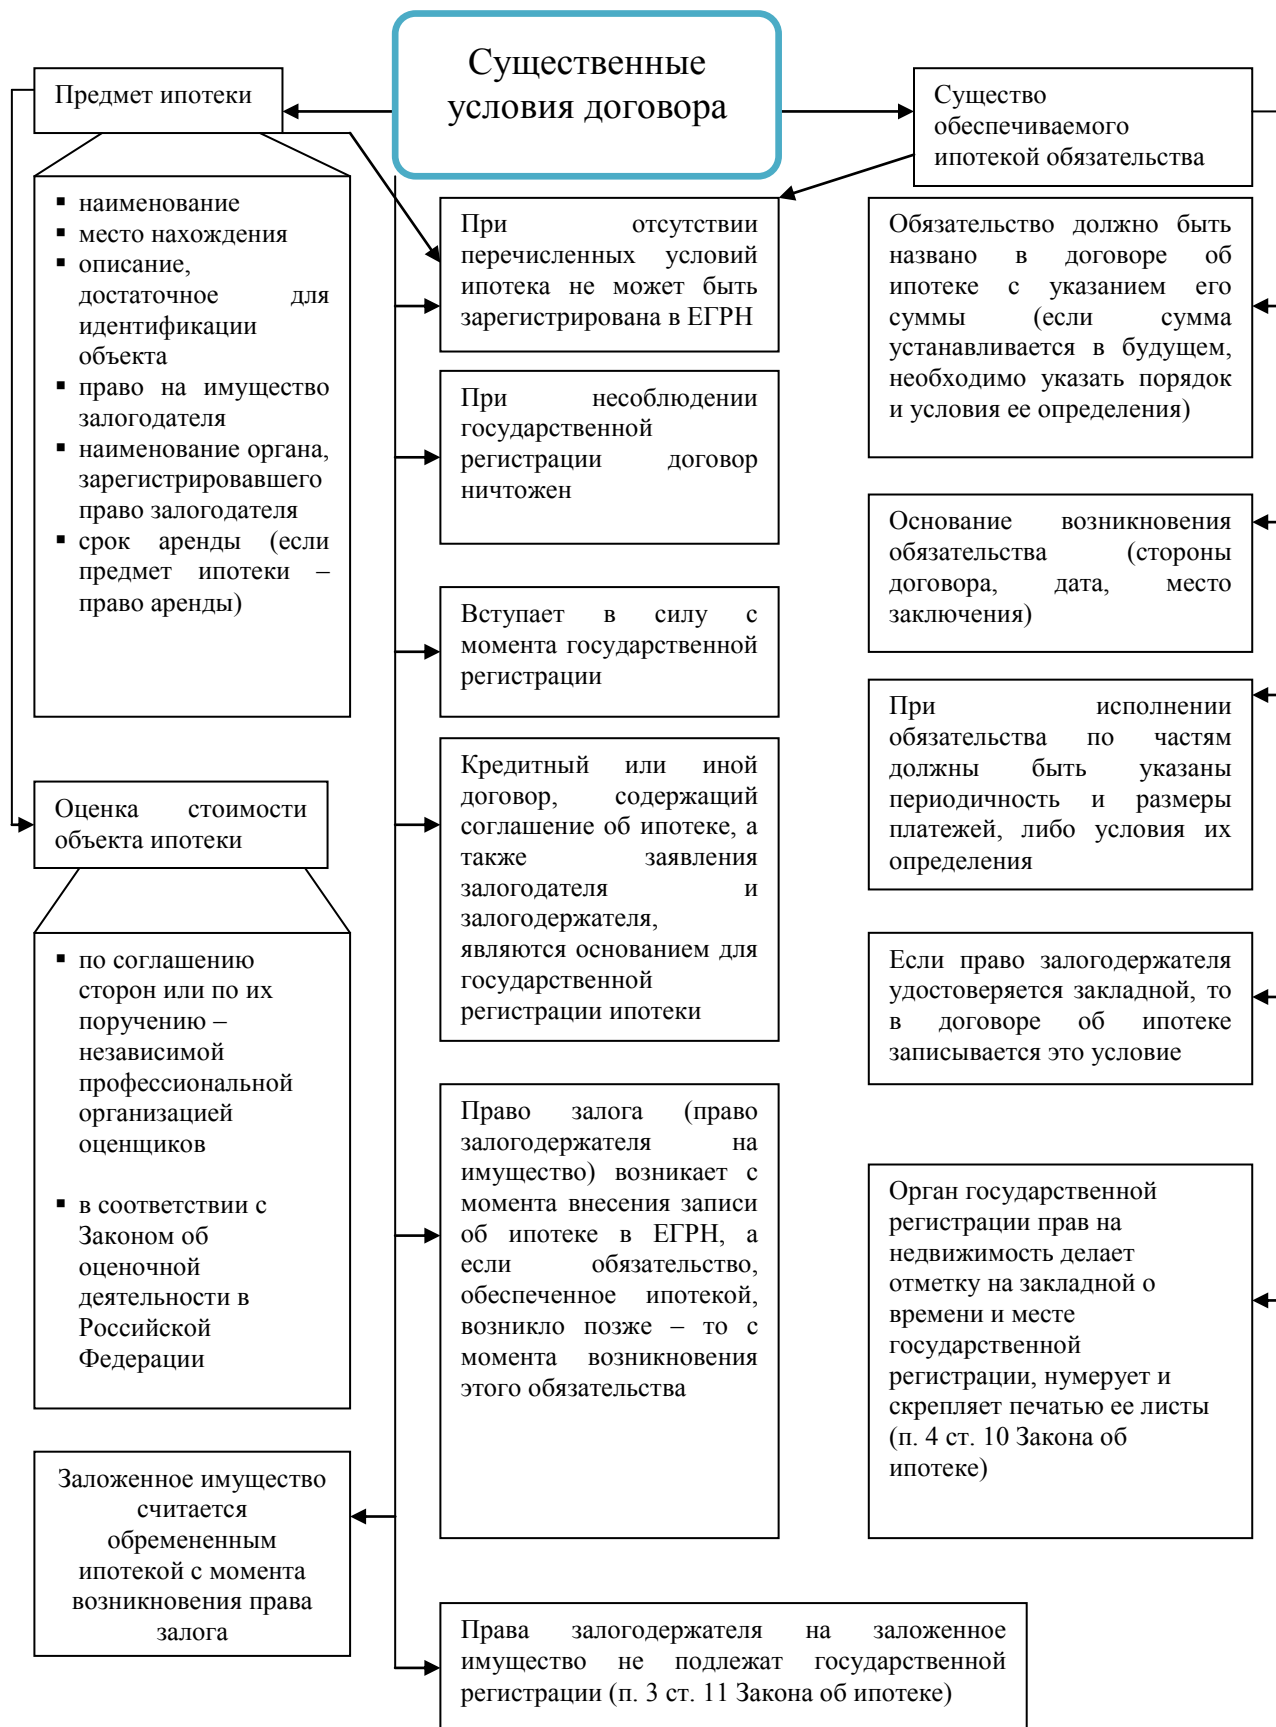 Существенные
условия договора
Предмет ипотеки
▪ наименование
▪ место нахождения
▪ описание,
достаточное для
идентификации
объекта
▪ право на имущество
залогодателя
▪ наименование органа,
зарегистрировавшего
право залогодателя
▪ срок аренды (если
предмет ипотеки –
право аренды)
Оценка стоимости
объекта ипотеки
▪ по соглашению
сторон или по их
поручению –
независимой
профессиональной
организацией
оценщиков
▪ в соответствии с
Законом об
оценочной
деятельности в
Российской
Федерации
Заложенное имущество
считается
обремененным
ипотекой с момента
возникновения права
залога
При отсутствии
перечисленных условий
ипотека не может быть
зарегистрирована в ЕГРН
При несоблюдении
государственной
регистрации договор
ничтожен
Вступает в силу с
момента государственной
регистрации
Кредитный или иной
договор, содержащий
соглашение об ипотеке, а
также заявления
залогодателя и
залогодержателя,
являются основанием для
государственной
регистрации ипотеки
Право залога (право
залогодержателя на
имущество) возникает с
момента внесения записи
об ипотеке в ЕГРН, а
если обязательство,
обеспеченное ипотекой,
возникло позже – то с
момента возникновения
этого обязательства
Права залогодержателя на заложенное
имущество не подлежат государственной
регистрации (п. 3 ст. 11 Закона об ипотеке)
Существо
обеспечиваемого
ипотекой обязательства
Обязательство должно быть
названо в договоре об
ипотеке с указанием его
суммы (если сумма
устанавливается в будущем,
необходимо указать порядок
и условия ее определения)
Основание возникновения
обязательства (стороны
договора, дата, место
заключения)
При исполнении
обязательства по частям
должны быть указаны
периодичность и размеры
платежей, либо условия их
определения
Если право залогодержателя
удостоверяется закладной, то
в договоре об ипотеке
записывается это условие
Орган государственной
регистрации прав на
недвижимость делает
отметку на закладной о
времени и месте
государственной
регистрации, нумерует и
скрепляет печатью ее листы
(п. 4 ст. 10 Закона об
ипотеке)